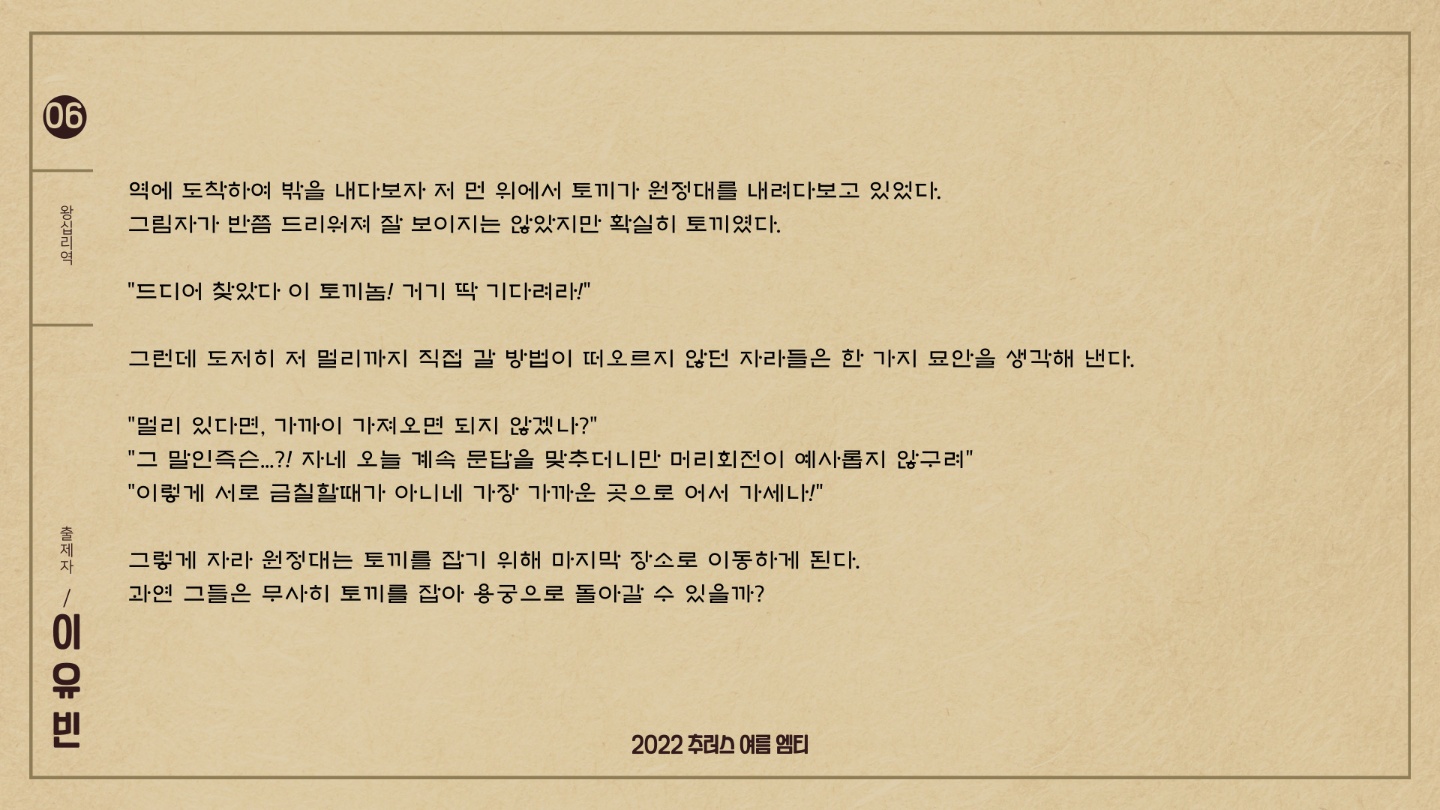 06
왕십리역
출제자 / 이유빈
역에 도착하여 밖을 내다보자 저 먼 위에서 토끼가 원정대를 내려다보고 있었다.
그림자가 반쯤 드리워져 잘 보이지는 않았지만 확실히 토끼였다.
"드디어 찾았다 이 토끼놈! 거기 딱 기다려라!"
그런데 도저히 저 멀리까지 직접 갈 방법이 떠오르지 않던 자라들은 한 가지 묘안을 생각해 낸다.
"멀리 있다면, 가까이 가져오면 되지 않겠나?"
"그 말인즉슨...?! 자네 오늘 계속 문답을 맞추더니만 머리회전이 예사롭지 않구려"
"이렇게 서로 금칠할때가 아니네 가장 가까운 곳으로 어서 가세나!"
그렇게 자라 원정대는 토끼를 잡기 위해 마지막 장소로 이동하게 된다.
과연 그들은 무사히 토끼를 잡아 용궁으로 돌아갈 수 있을까?
2022 추러스 여름 엠티